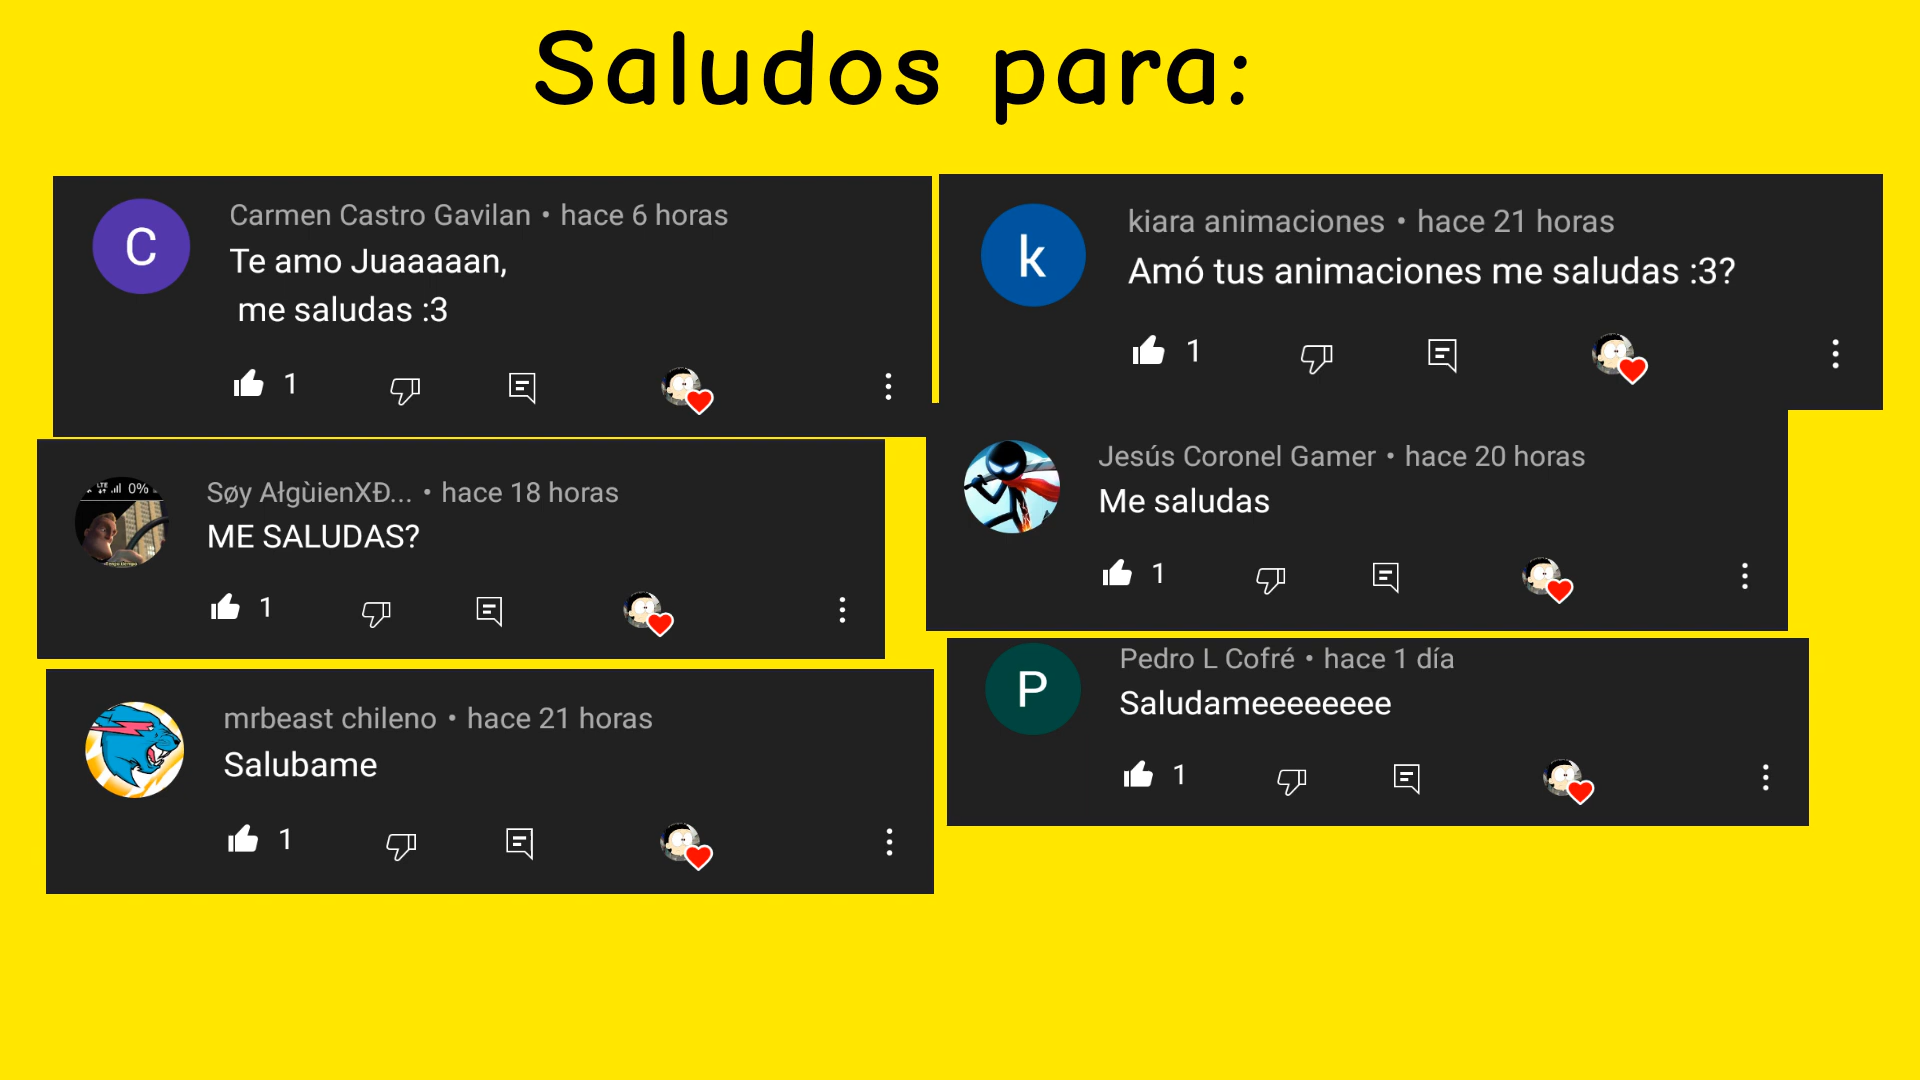 Saludos para:
C
Carmen Castro Gavilan • hace 6 horas
Te amo Juaaaaan,
me saludas :3
1
k
kiara animaciones • hace 21 horas
Amó tus animaciones me saludas :3?
1
LTE 0%
Søy AłgùienXĐ... • hace 18 horas
ME SALUDAS?
1
Jesús Coronel Gamer • hace 20 horas
Me saludas
1
mrbeast chileno • hace 21 horas
Salubame
1
P
Pedro L Cofré • hace 1 día
Saludameeeeeeee
1